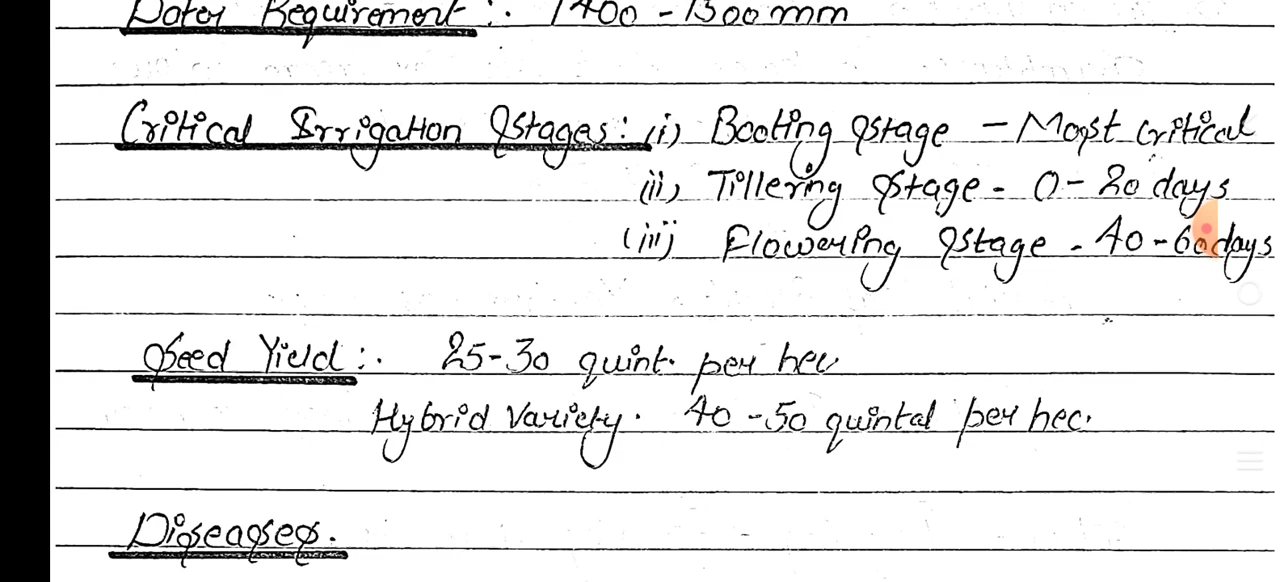 Water Requirement :. 1400 - 1500 mm
Critical Irrigation Stages: (i) Booting stage - Most critical
(ii) Tillering stage - 0-20 days
(iii) Flowering stage - 40-60 days
Seed Yield :. 25-30 quint. per hec
Hybrid Variety. 40-50 quintal per hec.
Diseases.